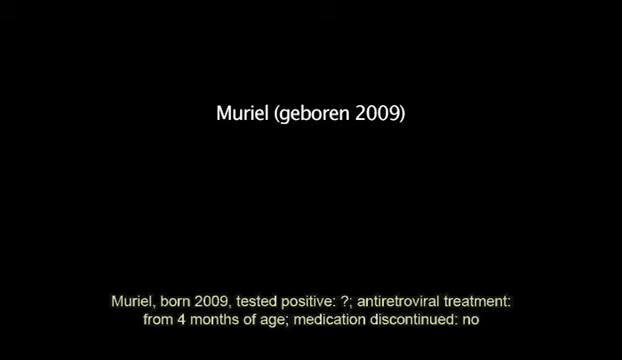 Muriel (geboren 2009)
Muriel, born 2009, tested positive: ?; antiretroviral treatment:
from 4 months of age; medication discontinued: no